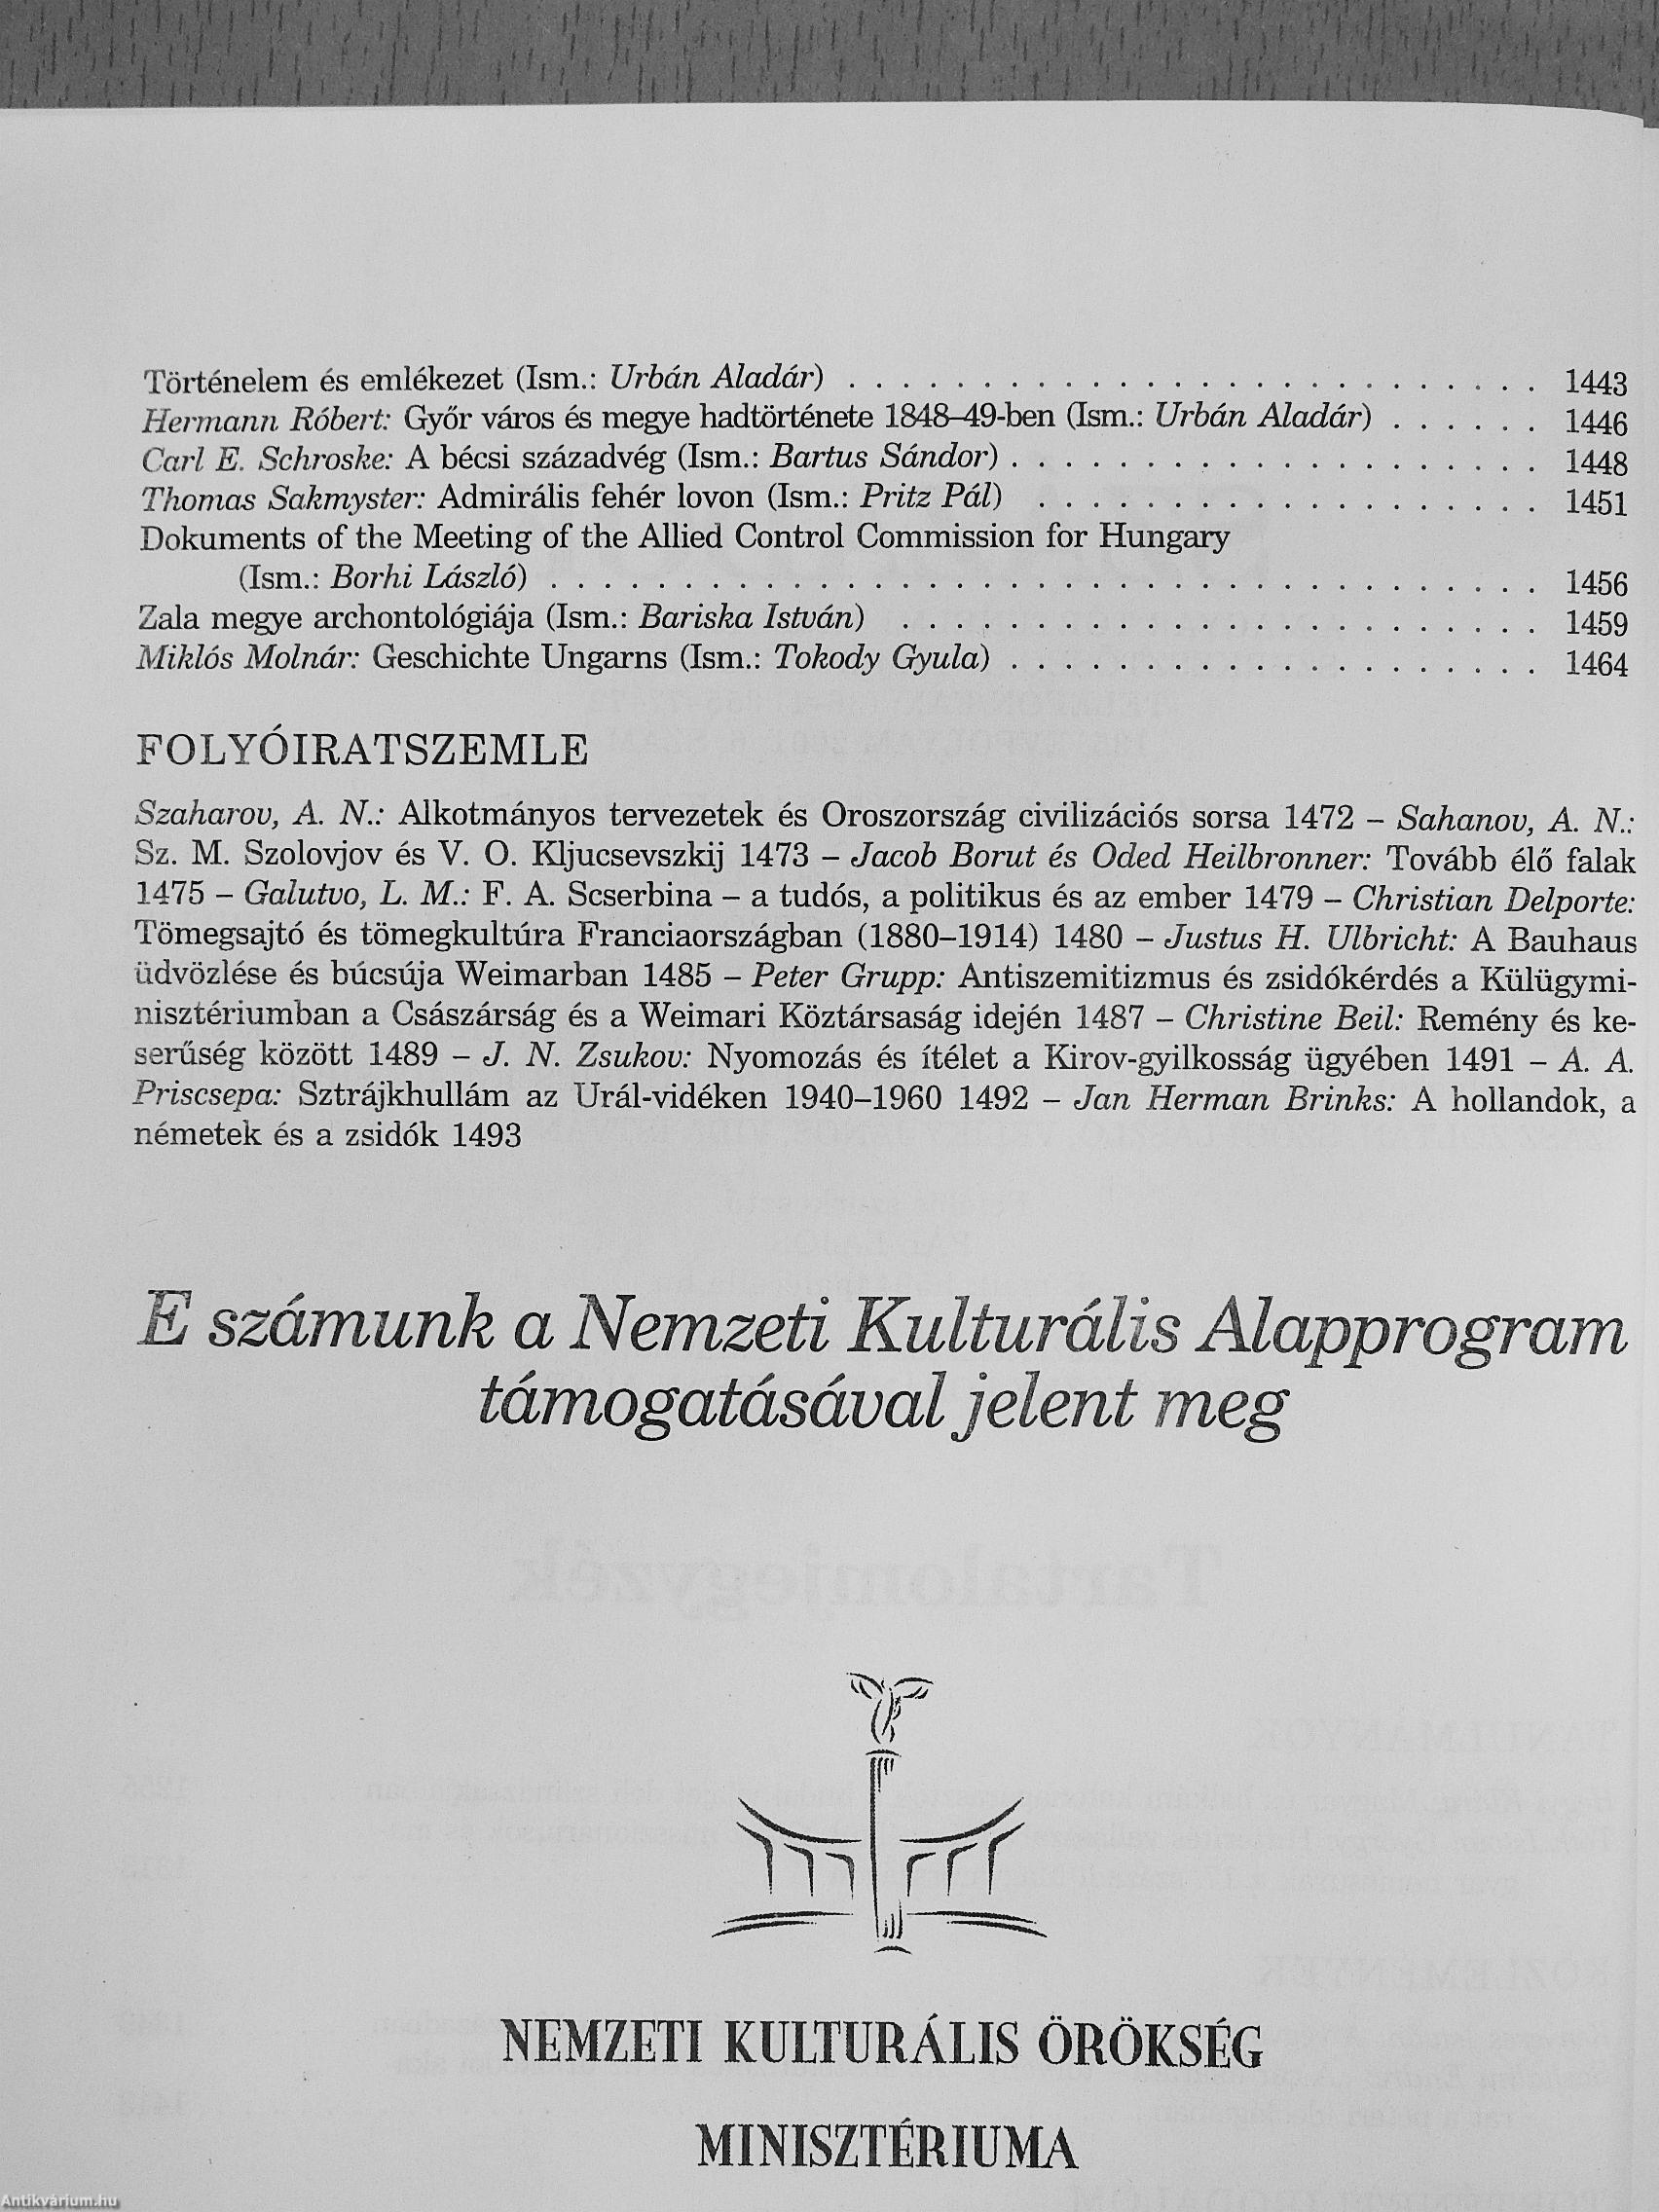 Történelem és emlékezet (Ism.: Urbán Aladár) . . . . . . . . . . . . . . . . . . . . . . . . . . 1443
Hermann Róbert: Győr város és megye hadtörténete 1848–49-ben (Ism.: Urbán Aladár) . . . . . . 1446
Carl E. Schroske: A bécsi századvég (Ism.: Bartus Sándor) . . . . . . . . . . . . . . . . . . . . 1448
Thomas Sakmyster: Admirális fehér lovon (Ism.: Pritz Pál) . . . . . . . . . . . . . . . . . . . 1451
Dokuments of the Meeting of the Allied Control Commission for Hungary
(Ism.: Borhi László) . . . . . . . . . . . . . . . . . . . . . . . . . . . . . . . . . . . . . 1456
Zala megye archontológiája (Ism.: Bariska István) . . . . . . . . . . . . . . . . . . . . . . . . 1459
Miklós Molnár: Geschichte Ungarns (Ism.: Tokody Gyula) . . . . . . . . . . . . . . . . . . . . 1464
FOLYÓIRATSZEMLE
Szaharov, A. N.: Alkotmányos tervezetek és Oroszország civilizációs sorsa 1472 – Sahanov, A. N.:
Sz. M. Szolovjov és V. O. Kljucsevszkij 1473 – Jacob Borut és Oded Heilbronner: Tovább élő falak
1475 – Galutvo, L. M.: F. A. Scserbina – a tudós, a politikus és az ember 1479 – Christian Delporte:
Tömegsajtó és tömegkultúra Franciaországban (1880–1914) 1480 – Justus H. Ulbricht: A Bauhaus
üdvözlése és búcsúja Weimarban 1485 – Peter Grupp: Antiszemitizmus és zsidókérdés a Külügymi-
nisztériumban a Császárság és a Weimari Köztársaság idején 1487 – Christine Beil: Remény és ke-
serűség között 1489 – J. N. Zsukov: Nyomozás és ítélet a Kirov-gyilkosság ügyében 1491 – A. A.
Priscsepa: Sztrájkhullám az Urál-vidéken 1940–1960 1492 – Jan Herman Brinks: A hollandok, a
németek és a zsidók 1493
E számunk a Nemzeti Kulturális Alapprogram
támogatásával jelent meg
NEMZETI KULTURÁLIS ÖRÖKSÉG
MINISZTÉRIUMA
Antikvárium.hu